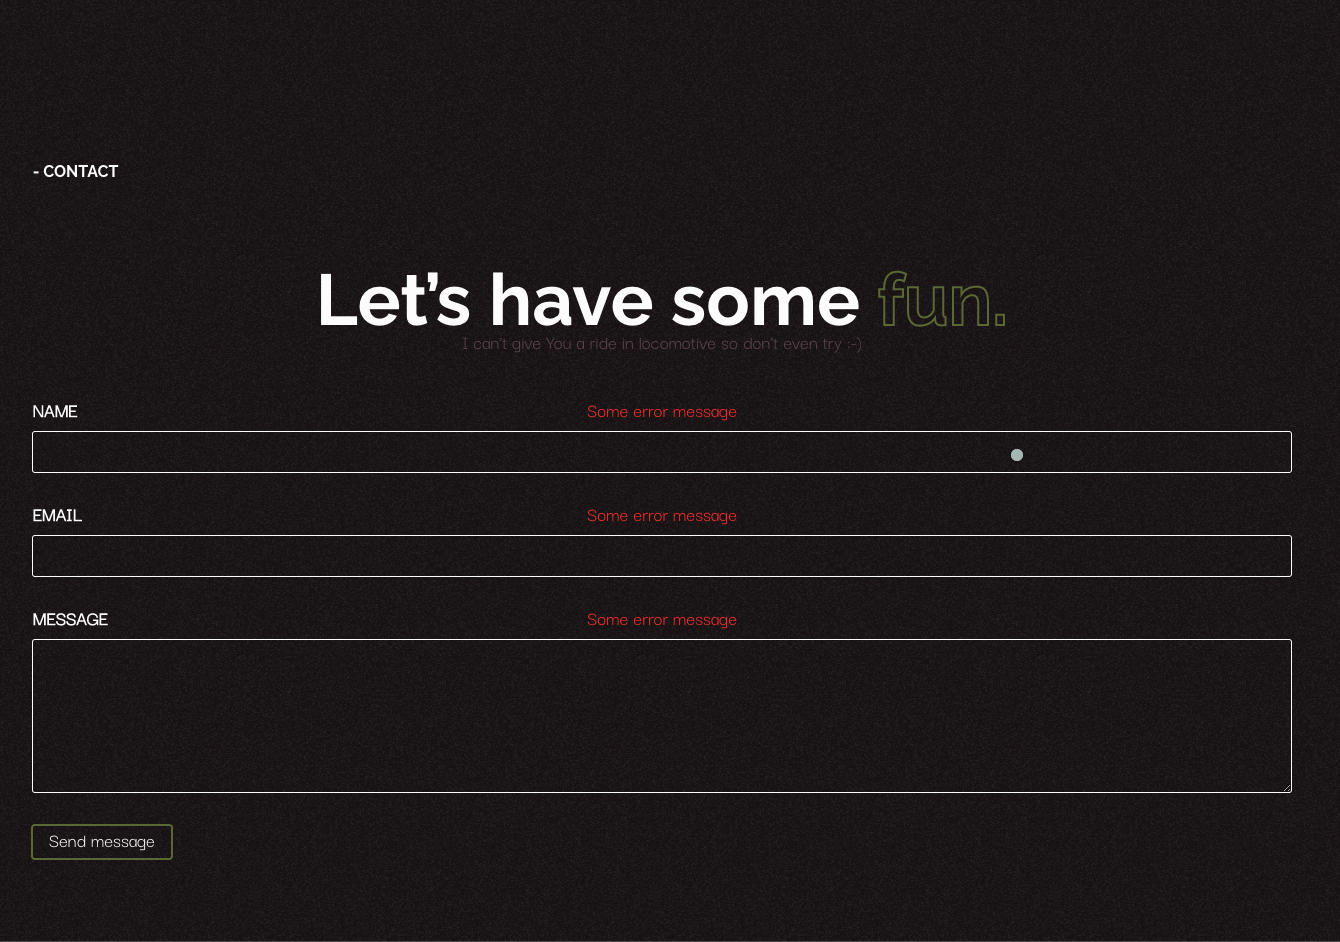 - CONTACT
Let’s have some fun.
I can't give You a ride in locomotive so don't even try :-)
NAME
Some error message
EMAIL
Some error message
MESSAGE
Some error message
Send message